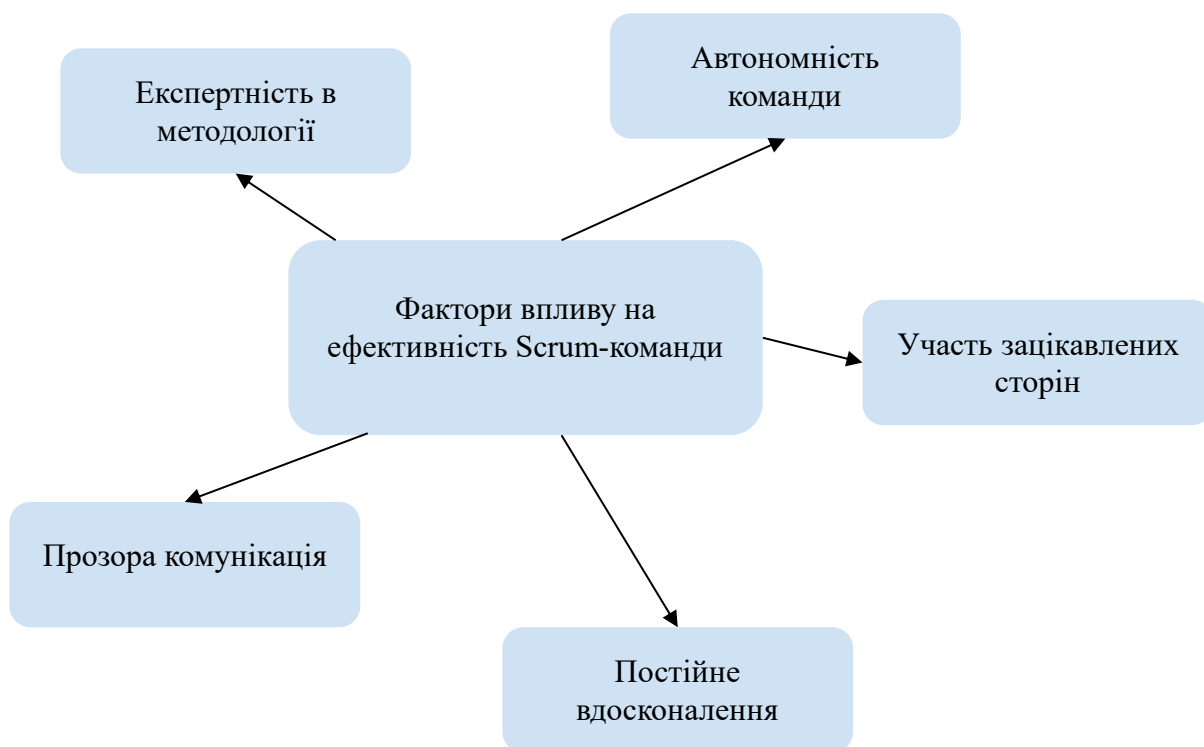 Експертність в
методології
Автономність
команди
Фактори впливу на
ефективність Scrum-команди
Участь зацікавлених
сторін
Прозора комунікація
Постійне
вдосконалення